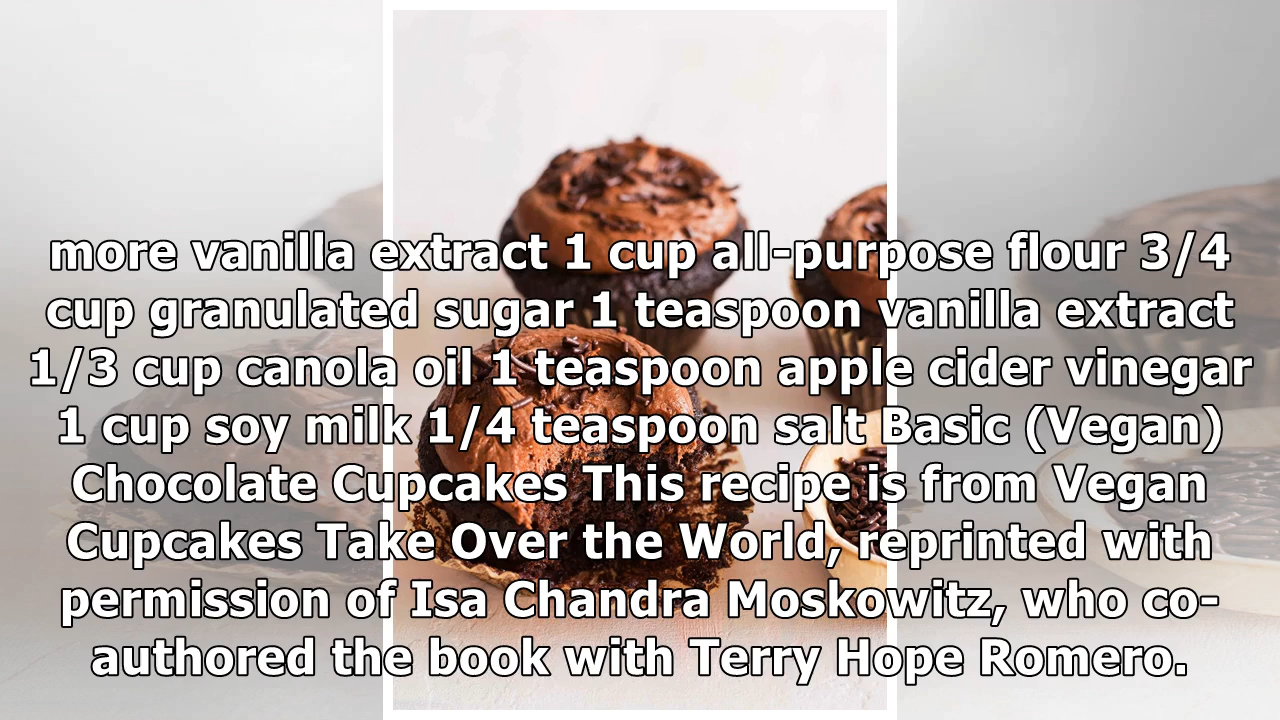 more vanilla extract 1 cup all-purpose flour 3/4
cup granulated sugar 1 teaspoon vanilla extract
1/3 cup canola oil 1 teaspoon apple cider vinegar
1 cup soy milk 1/4 teaspoon salt Basic (Vegan)
Chocolate Cupcakes This recipe is from Vegan
Cupcakes Take Over the World, reprinted with
permission of Isa Chandra Moskowitz, who co-
authored the book with Terry Hope Romero.